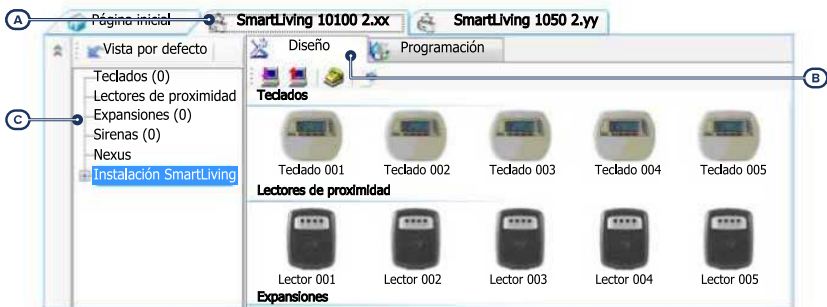 A
Página inicial
SmartLiving 10100 2.xx
SmartLiving 1050 2.yy
Vista por defecto
Diseño
Programación
B
Teclados (0)
Lectores de proximidad
C
Expansiones (0)
Sirenas (0)
Nexus
Instalación SmartLiving
Teclados
Teclado 001
Teclado 002
Teclado 003
Teclado 004
Teclado 005
Lectores de proximidad
Lector 001
Lector 002
Lector 003
Lector 004
Lector 005
Expansiones